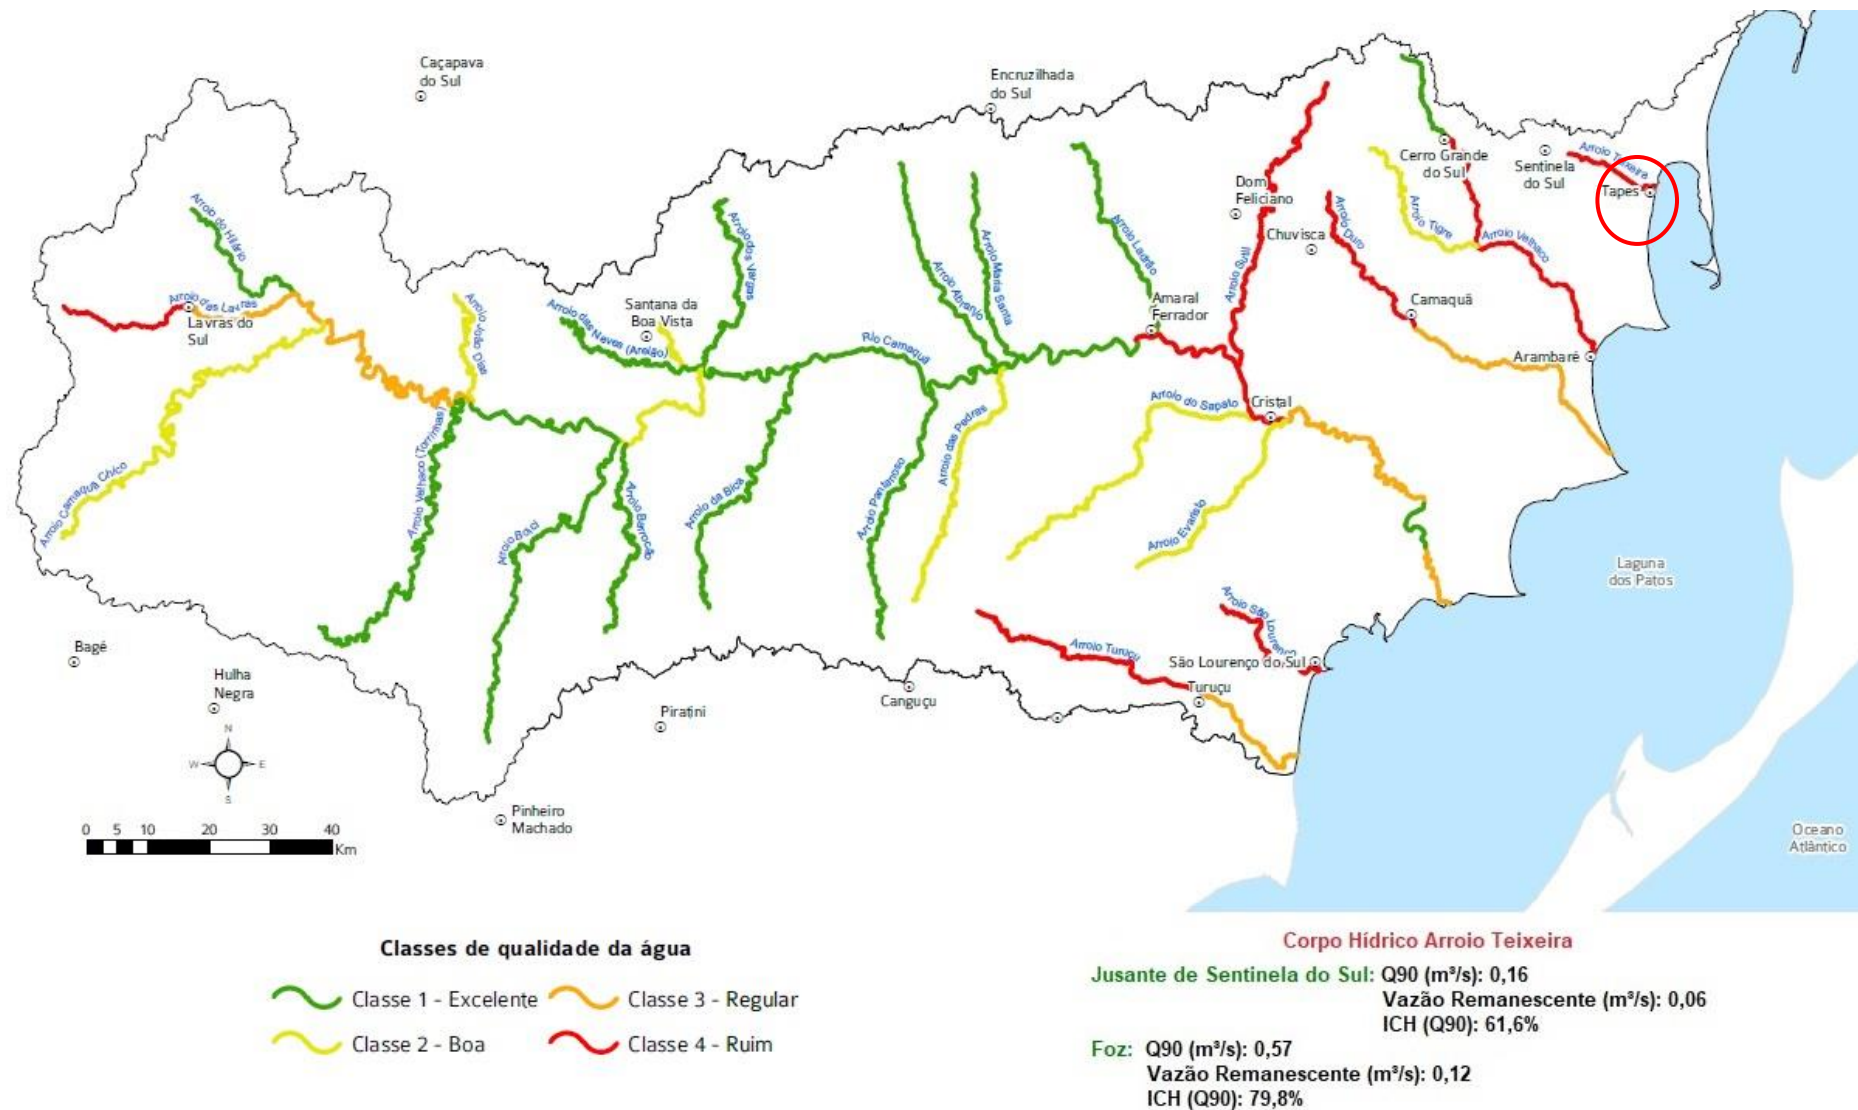 Caçapava
do Sul
Encruzilhada
do Sul
Cerro Grande
do Sul
Sentinela
do Sul
Arroio Teixeira
Tapes
Dom
Feliciano
Chuvisca
Arroio Duro
Arroio Tigre
Arroio Velhaco
Arroio do Hilário
Arroio das Lavras
Lavras do
Sul
Arroio João Dias
Arroio das Neves (Areião)
Santana da
Boa Vista
Arroio dos Vargas
Arroio Abranjo
Arroio Maria Santa
Arroio Ladrão
Arroio Sutil
Amaral
Ferrador
Camaquã
Arambaré
Rio Camaquã
Arroio Camaquã Chico
Arroio Velhaco (Torrinhas)
Arroio Boici
Arroio Barrocão
Arroio da Bica
Arroio Pantanoso
Arroio das Pedras
Arroio do Sapato
Cristal
Arroio Evaristo
Laguna
dos Patos
Arroio São Lourenço
São Lourenço do Sul
Arroio Turuçu
Turuçu
Bagé
Hulha
Negra
Piratini
Canguçu
Pinheiro
Machado
N
W
E
S
0 5 10 20 30 40
Km
Oceano
Atlântico
Classes de qualidade da água
Classe 1 - Excelente
Classe 3 - Regular
Classe 2 - Boa
Classe 4 - Ruim
Corpo Hídrico Arroio Teixeira
Jusante de Sentinela do Sul: Q90 (m³/s): 0,16
Vazão Remanescente (m³/s): 0,06
ICH (Q90): 61,6%
Foz: Q90 (m³/s): 0,57
Vazão Remanescente (m³/s): 0,12
ICH (Q90): 79,8%